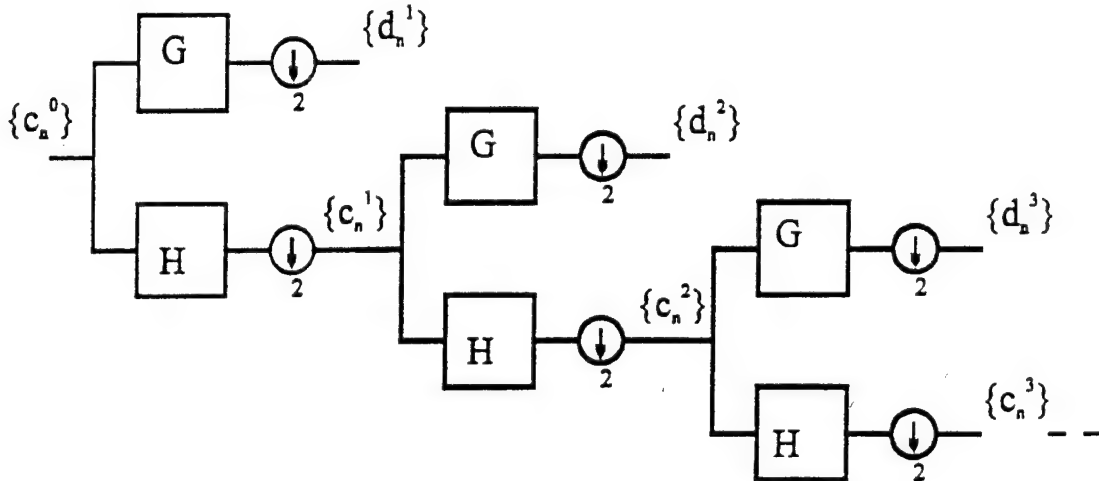 {d_n^1}
G
2
{c_n^0}
{d_n^2}
G
2
{c_n^1}
H
2
{d_n^3}
G
2
{c_n^2}
H
2
{c_n^3}
H
2